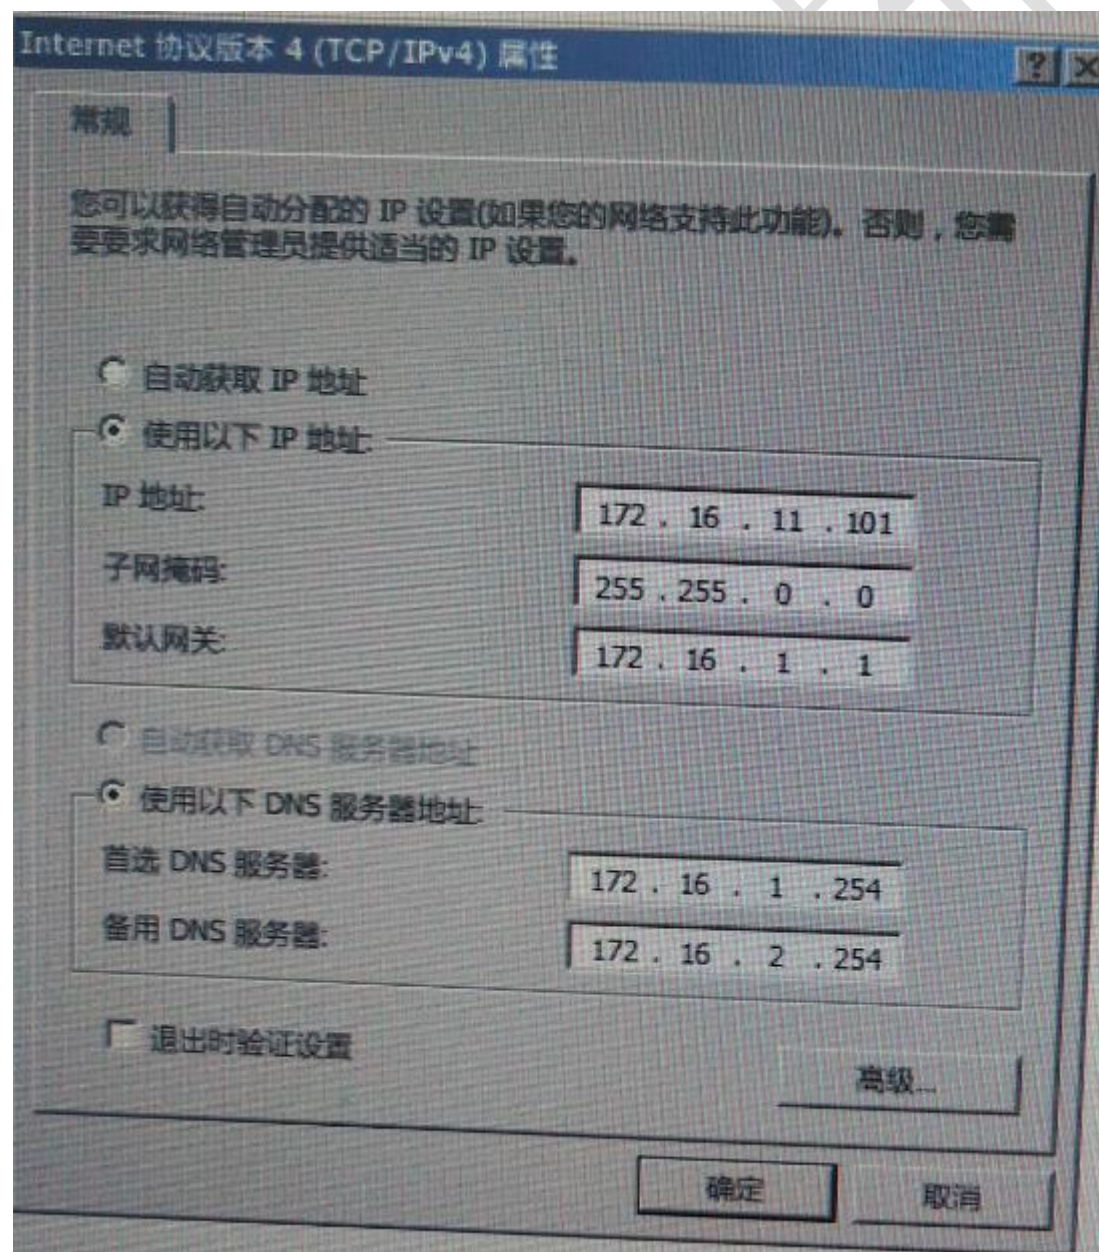 Internet 协议版本 4 (TCP/IPv4) 属性
常规
您可以获得自动分配的 IP 设置(如果您的网络支持此功能)。否则，您需
要要求网络管理员提供适当的 IP 设置。
自动获取 IP 地址
使用以下 IP 地址:
IP 地址: 172 . 16 . 11 . 101
子网掩码: 255 . 255 . 0 . 0
默认网关: 172 . 16 . 1 . 1
自动获取 DNS 服务器地址
使用以下 DNS 服务器地址:
首选 DNS 服务器: 172 . 16 . 1 . 254
备用 DNS 服务器: 172 . 16 . 2 . 254
退出时验证设置
高级...
确定 取消